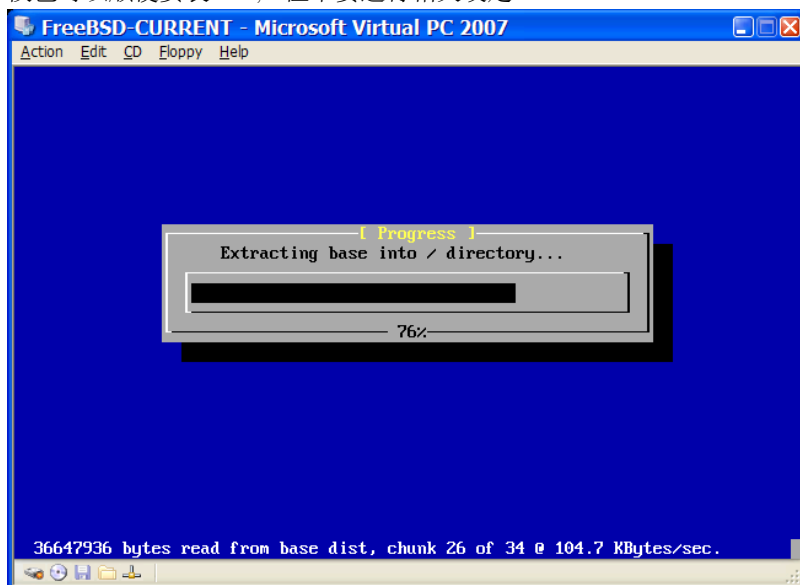 FreeBSD-CURRENT - Microsoft Virtual PC 2007
Action Edit CD Floppy Help
[ Progress ]
Extracting base into / directory...
76%
36647936 bytes read from base dist, chunk 26 of 34 @ 104.7 KBytes/sec.